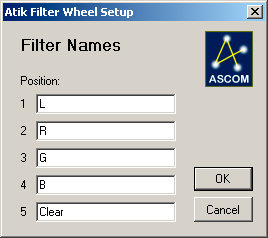 Atik Filter Wheel Setup
Filter Names
ASCOM
Position:
1 L
2 R
3 G
4 B
5 Clear
OK
Cancel